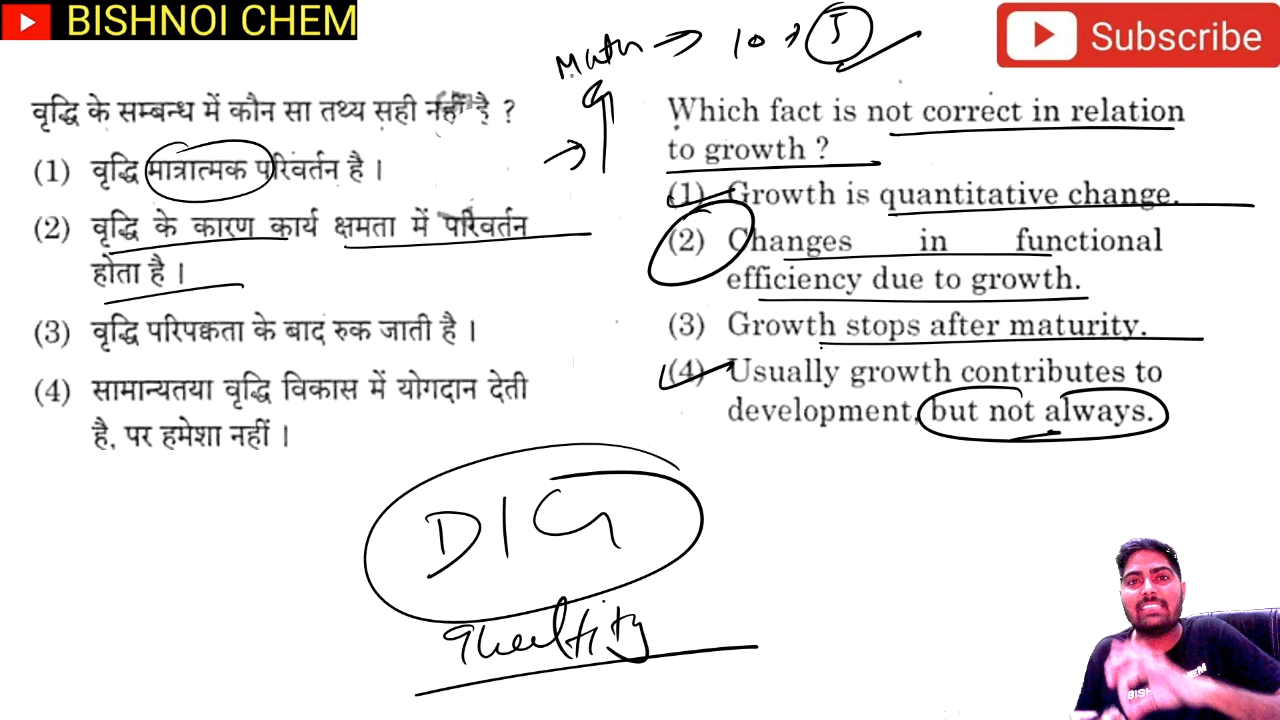 BISHNOI CHEM
Subscribe
Math → 10 → 5
वृद्धि के सम्बन्ध में कौन सा तथ्य सही नहीं है ?
(1) वृद्धि मात्रात्मक परिवर्तन है ।
(2) वृद्धि के कारण कार्य क्षमता में परिवर्तन
होता है ।
(3) वृद्धि परिपक्वता के बाद रुक जाती है ।
(4) सामान्यतया वृद्धि विकास में योगदान देती
है, पर हमेशा नहीं ।
Which fact is not correct in relation
to growth ?
(1) Growth is quantitative change.
(2) Changes in functional
efficiency due to growth.
(3) Growth stops after maturity.
(4) Usually growth contributes to
development, but not always.